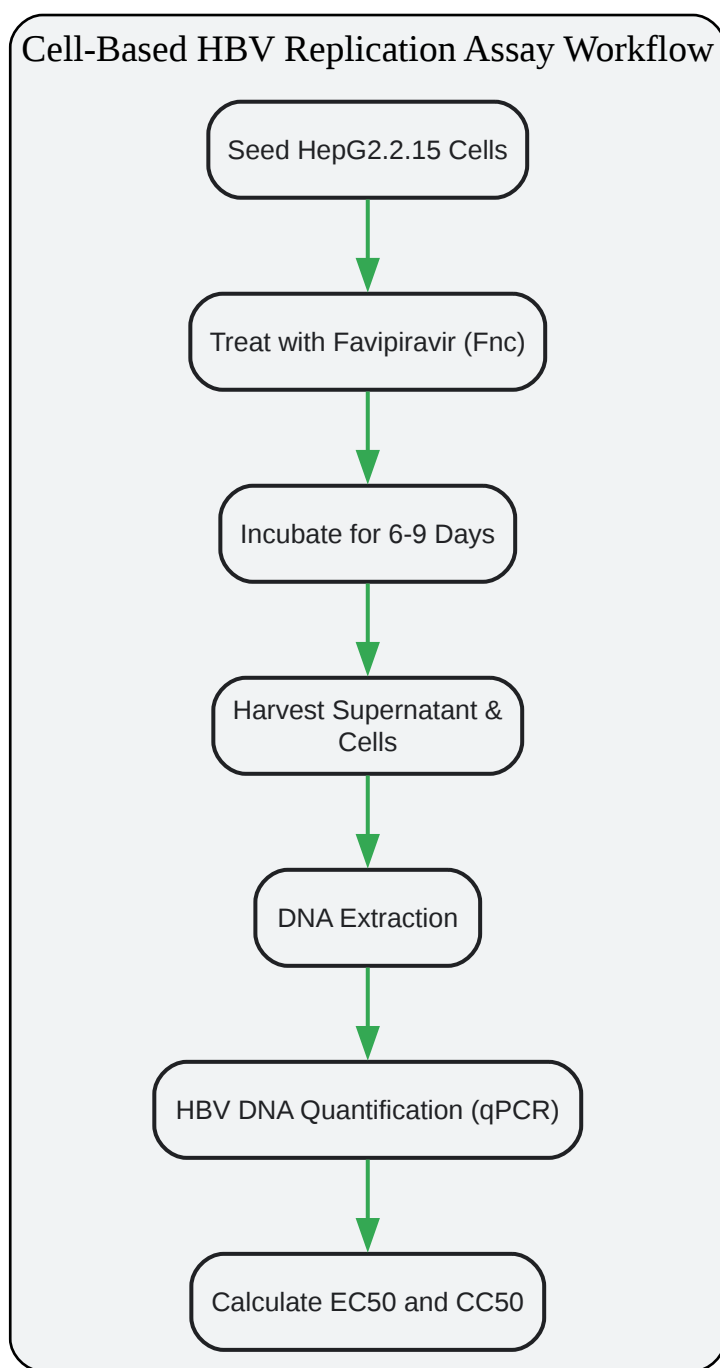 Cell-Based HBV Replication Assay Workflow
Seed HepG2.2.15 Cells
Treat with Favipiravir (Fnc)
Incubate for 6-9 Days
Harvest Supernatant &
Cells
DNA Extraction
HBV DNA Quantification (qPCR)
Calculate EC50 and CC50